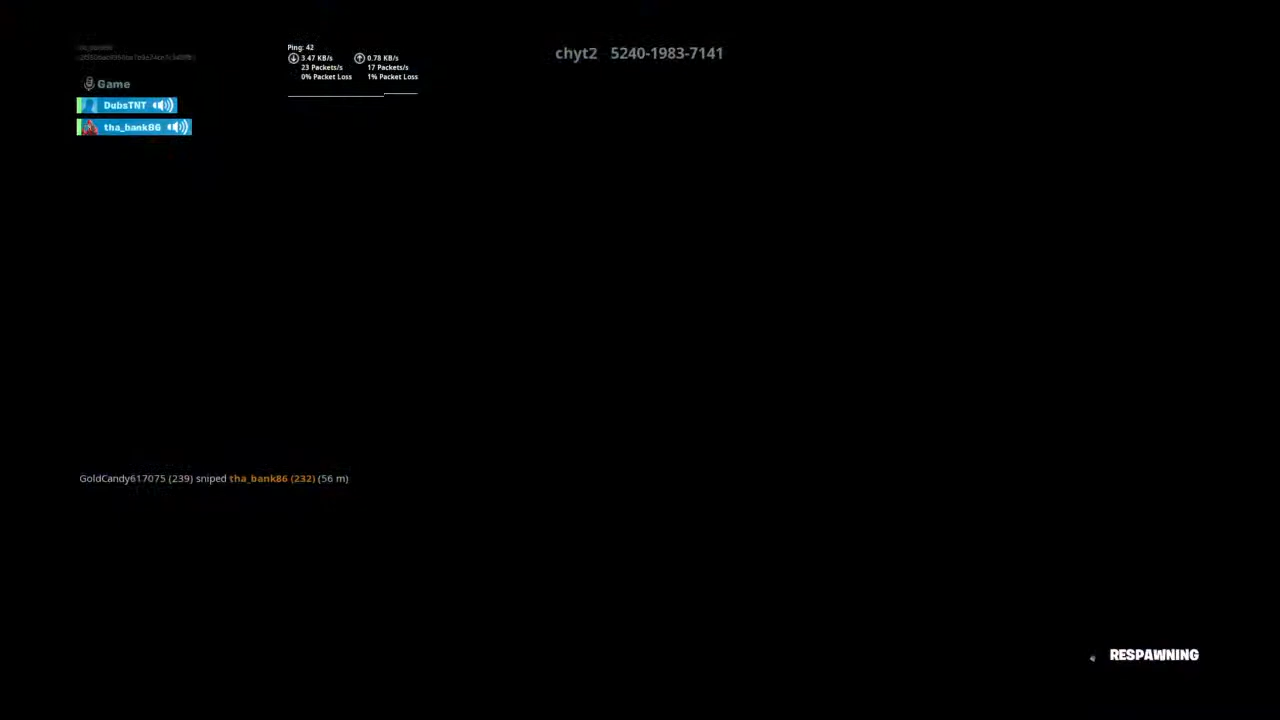 Ping: 42
3.47 KB/s 0.78 KB/s
23 Packets/s 17 Packets/s
0% Packet Loss 1% Packet Loss
chyt2 5240-1983-7141
Game
DubsTNT
tha_bank86
GoldCandy617075 (239) sniped tha_bank86 (232) (56 m)
RESPAWNING